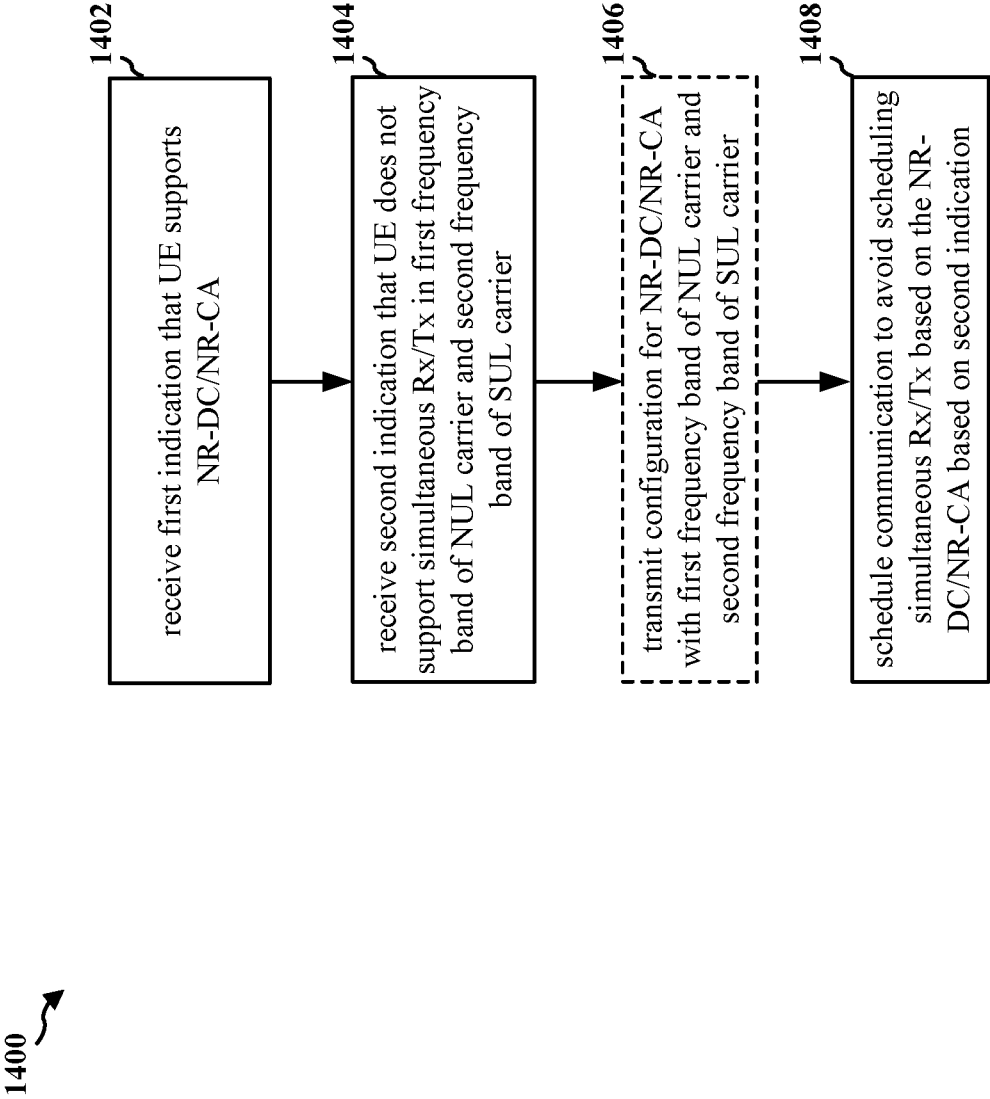 1400
1402
receive first indication that UE supports
NR-DC/NR-CA
1404
receive second indication that UE does not
support simultaneous Rx/Tx in first frequency
band of NUL carrier and second frequency
band of SUL carrier
1406
transmit configuration for NR-DC/NR-CA
with first frequency band of NUL carrier and
second frequency band of SUL carrier
1408
schedule communication to avoid scheduling
simultaneous Rx/Tx based on the NR-
DC/NR-CA based on second indication